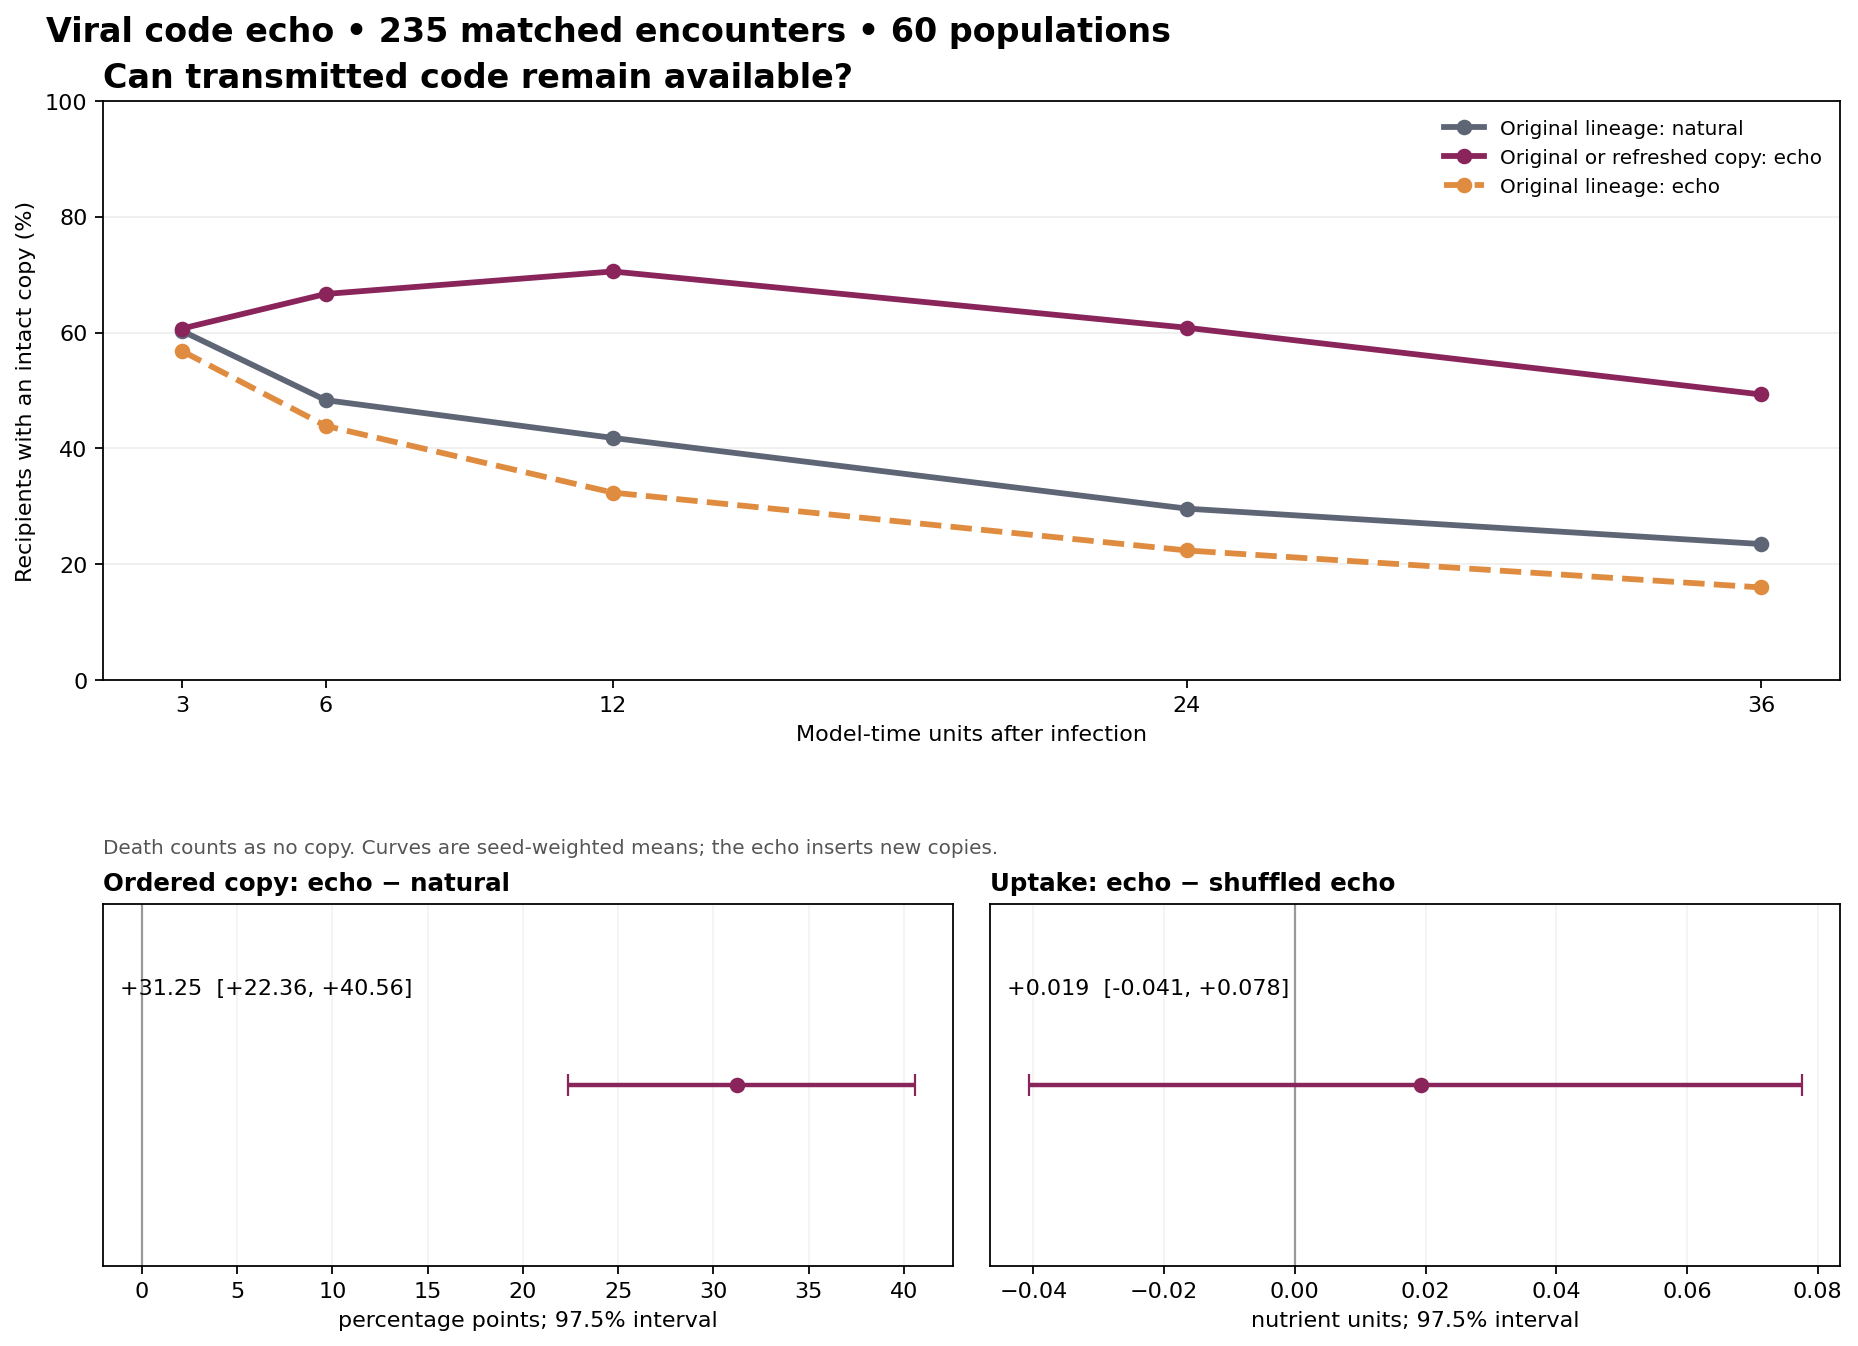 Viral code echo • 235 matched encounters • 60 populations
Can transmitted code remain available?
Recipients with an intact copy (%)
100
80
60
40
20
0
Original lineage: natural
Original or refreshed copy: echo
Original lineage: echo
3 6 12 24 36
Model-time units after infection
Death counts as no copy. Curves are seed-weighted means; the echo inserts new copies.
Ordered copy: echo − natural
+31.25 [+22.36, +40.56]
0 5 10 15 20 25 30 35 40
percentage points; 97.5% interval
Uptake: echo − shuffled echo
+0.019 [-0.041, +0.078]
−0.04 −0.02 0.00 0.02 0.04 0.06 0.08
nutrient units; 97.5% interval